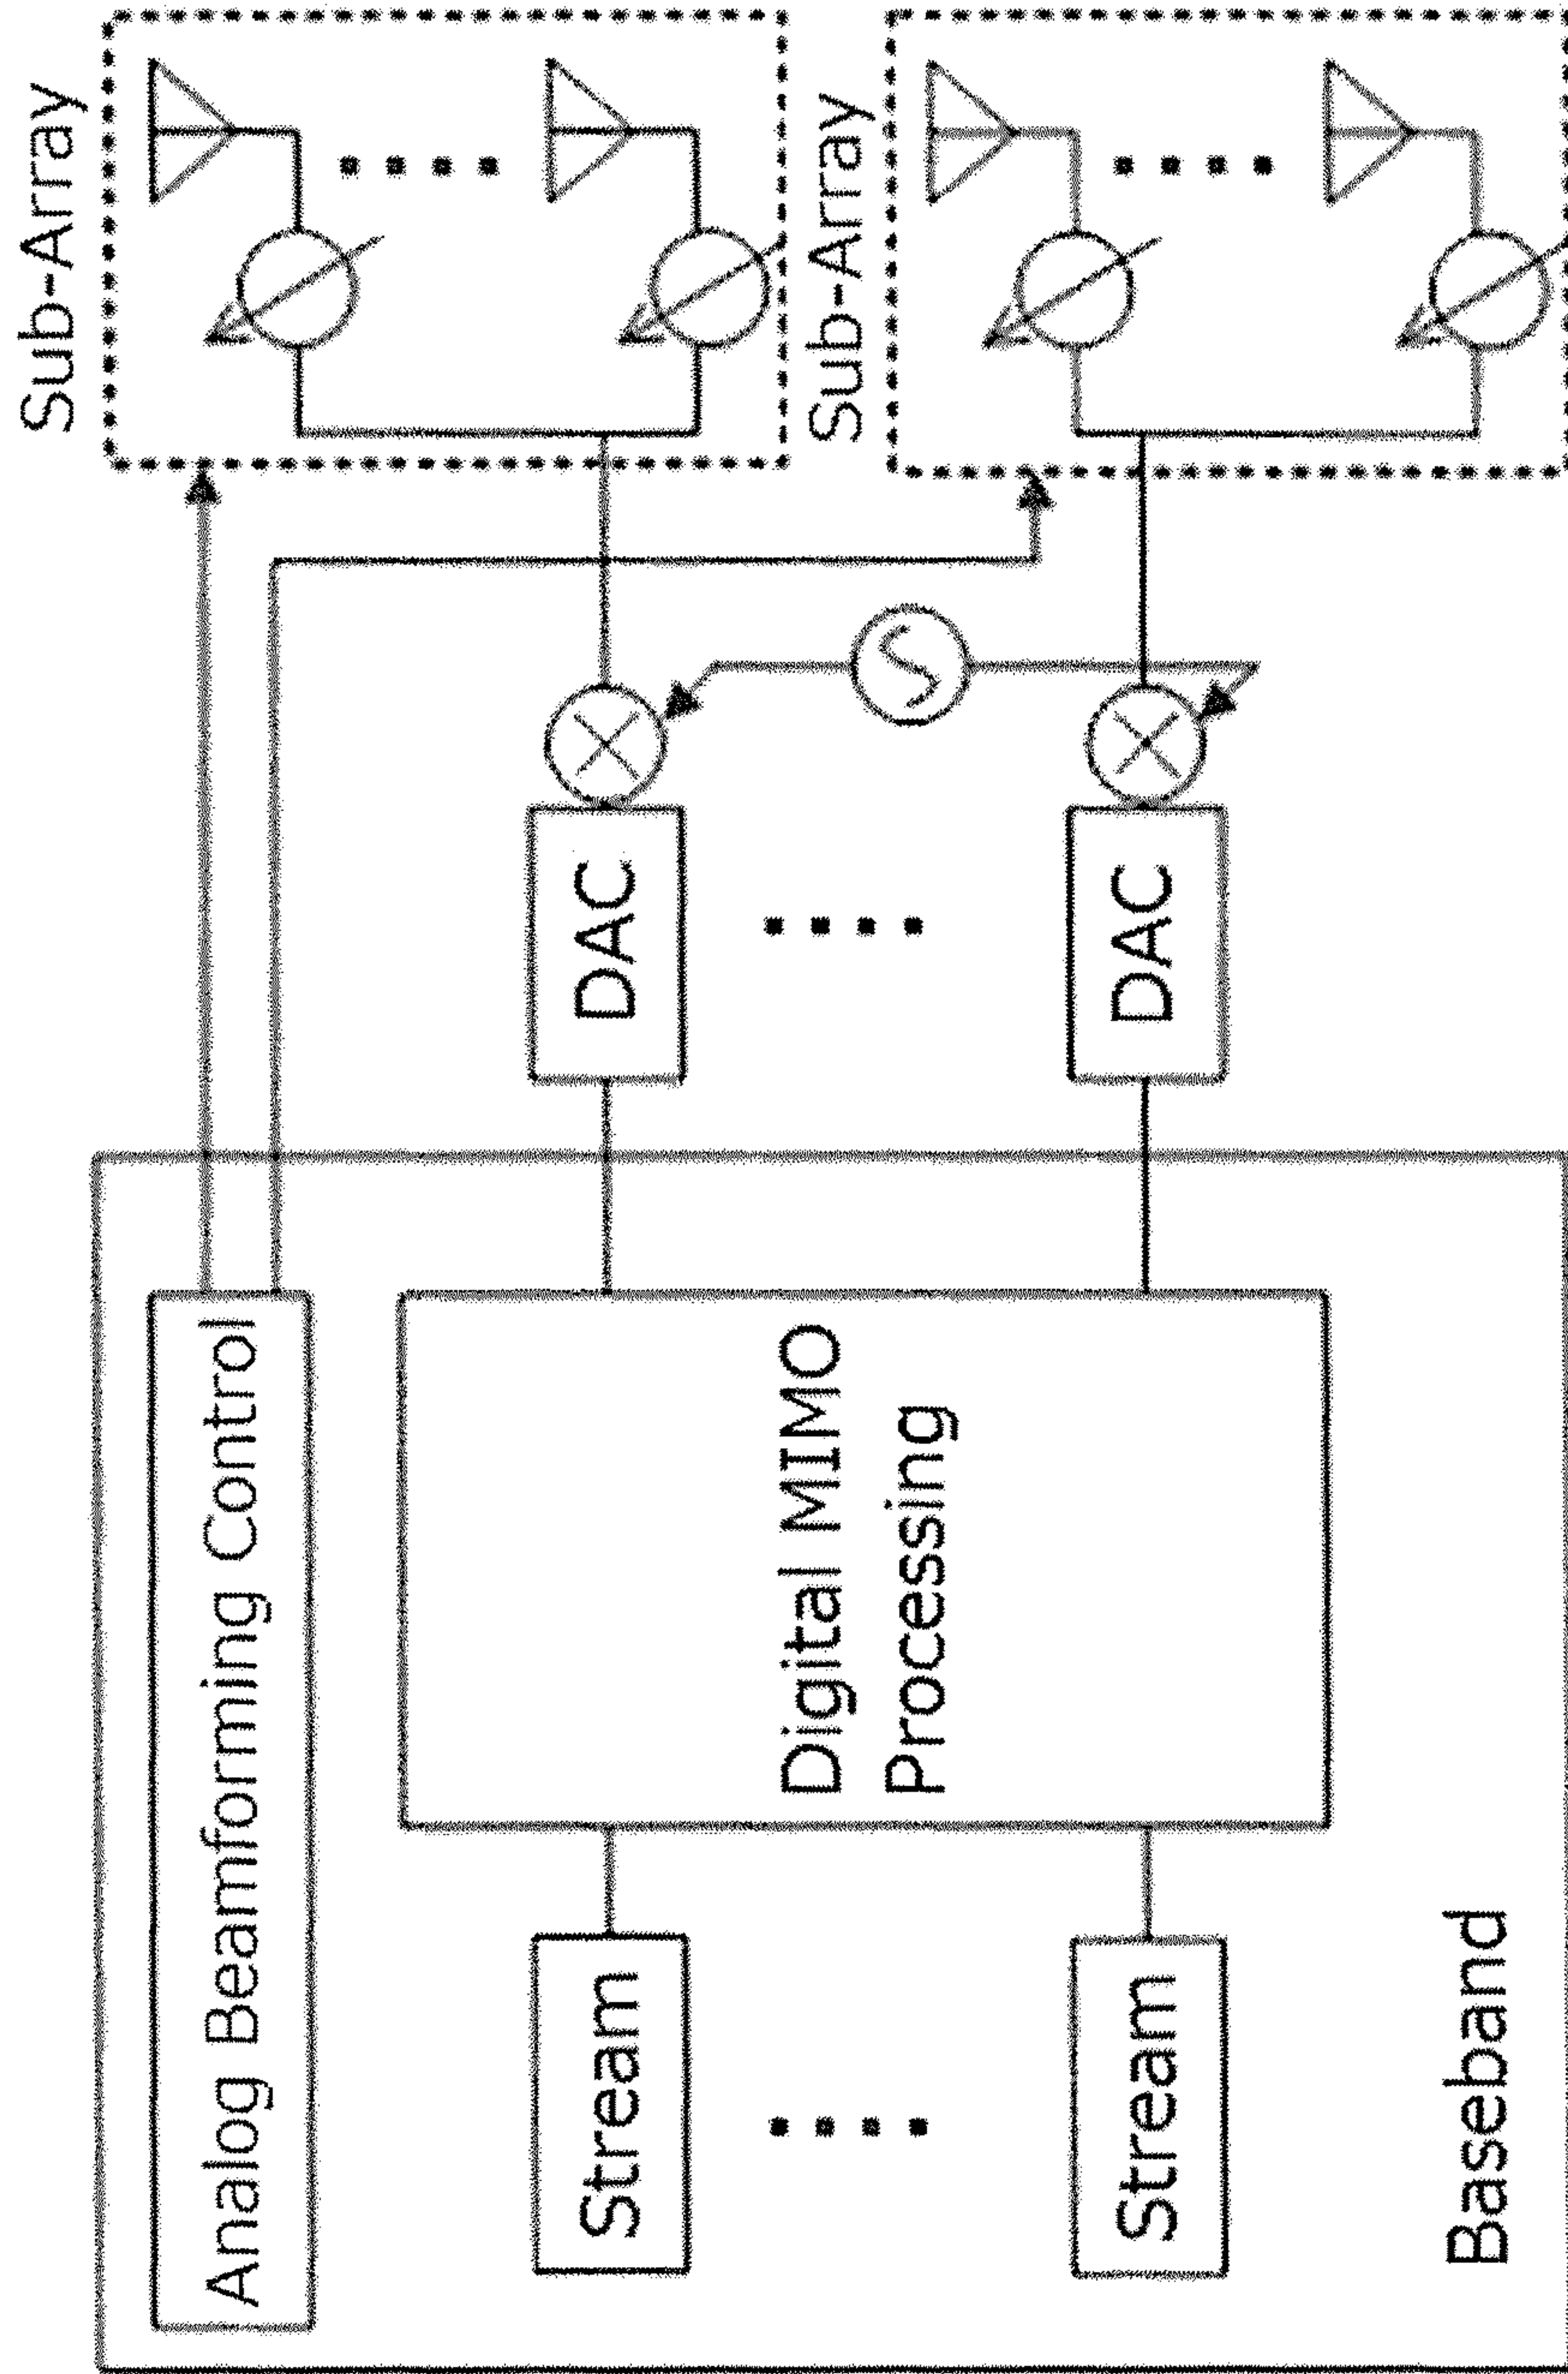 Analog Beamforming Control
Sub-Array
Stream
Digital MIMO
Processing
DAC
Sub-Array
Stream
DAC
Baseband